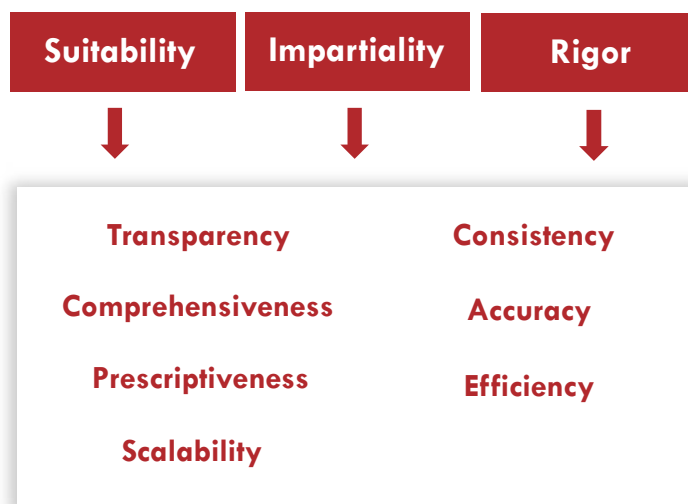 Suitability
Impartiality
Rigor
Transparency
Comprehensiveness
Prescriptiveness
Scalability
Consistency
Accuracy
Efficiency